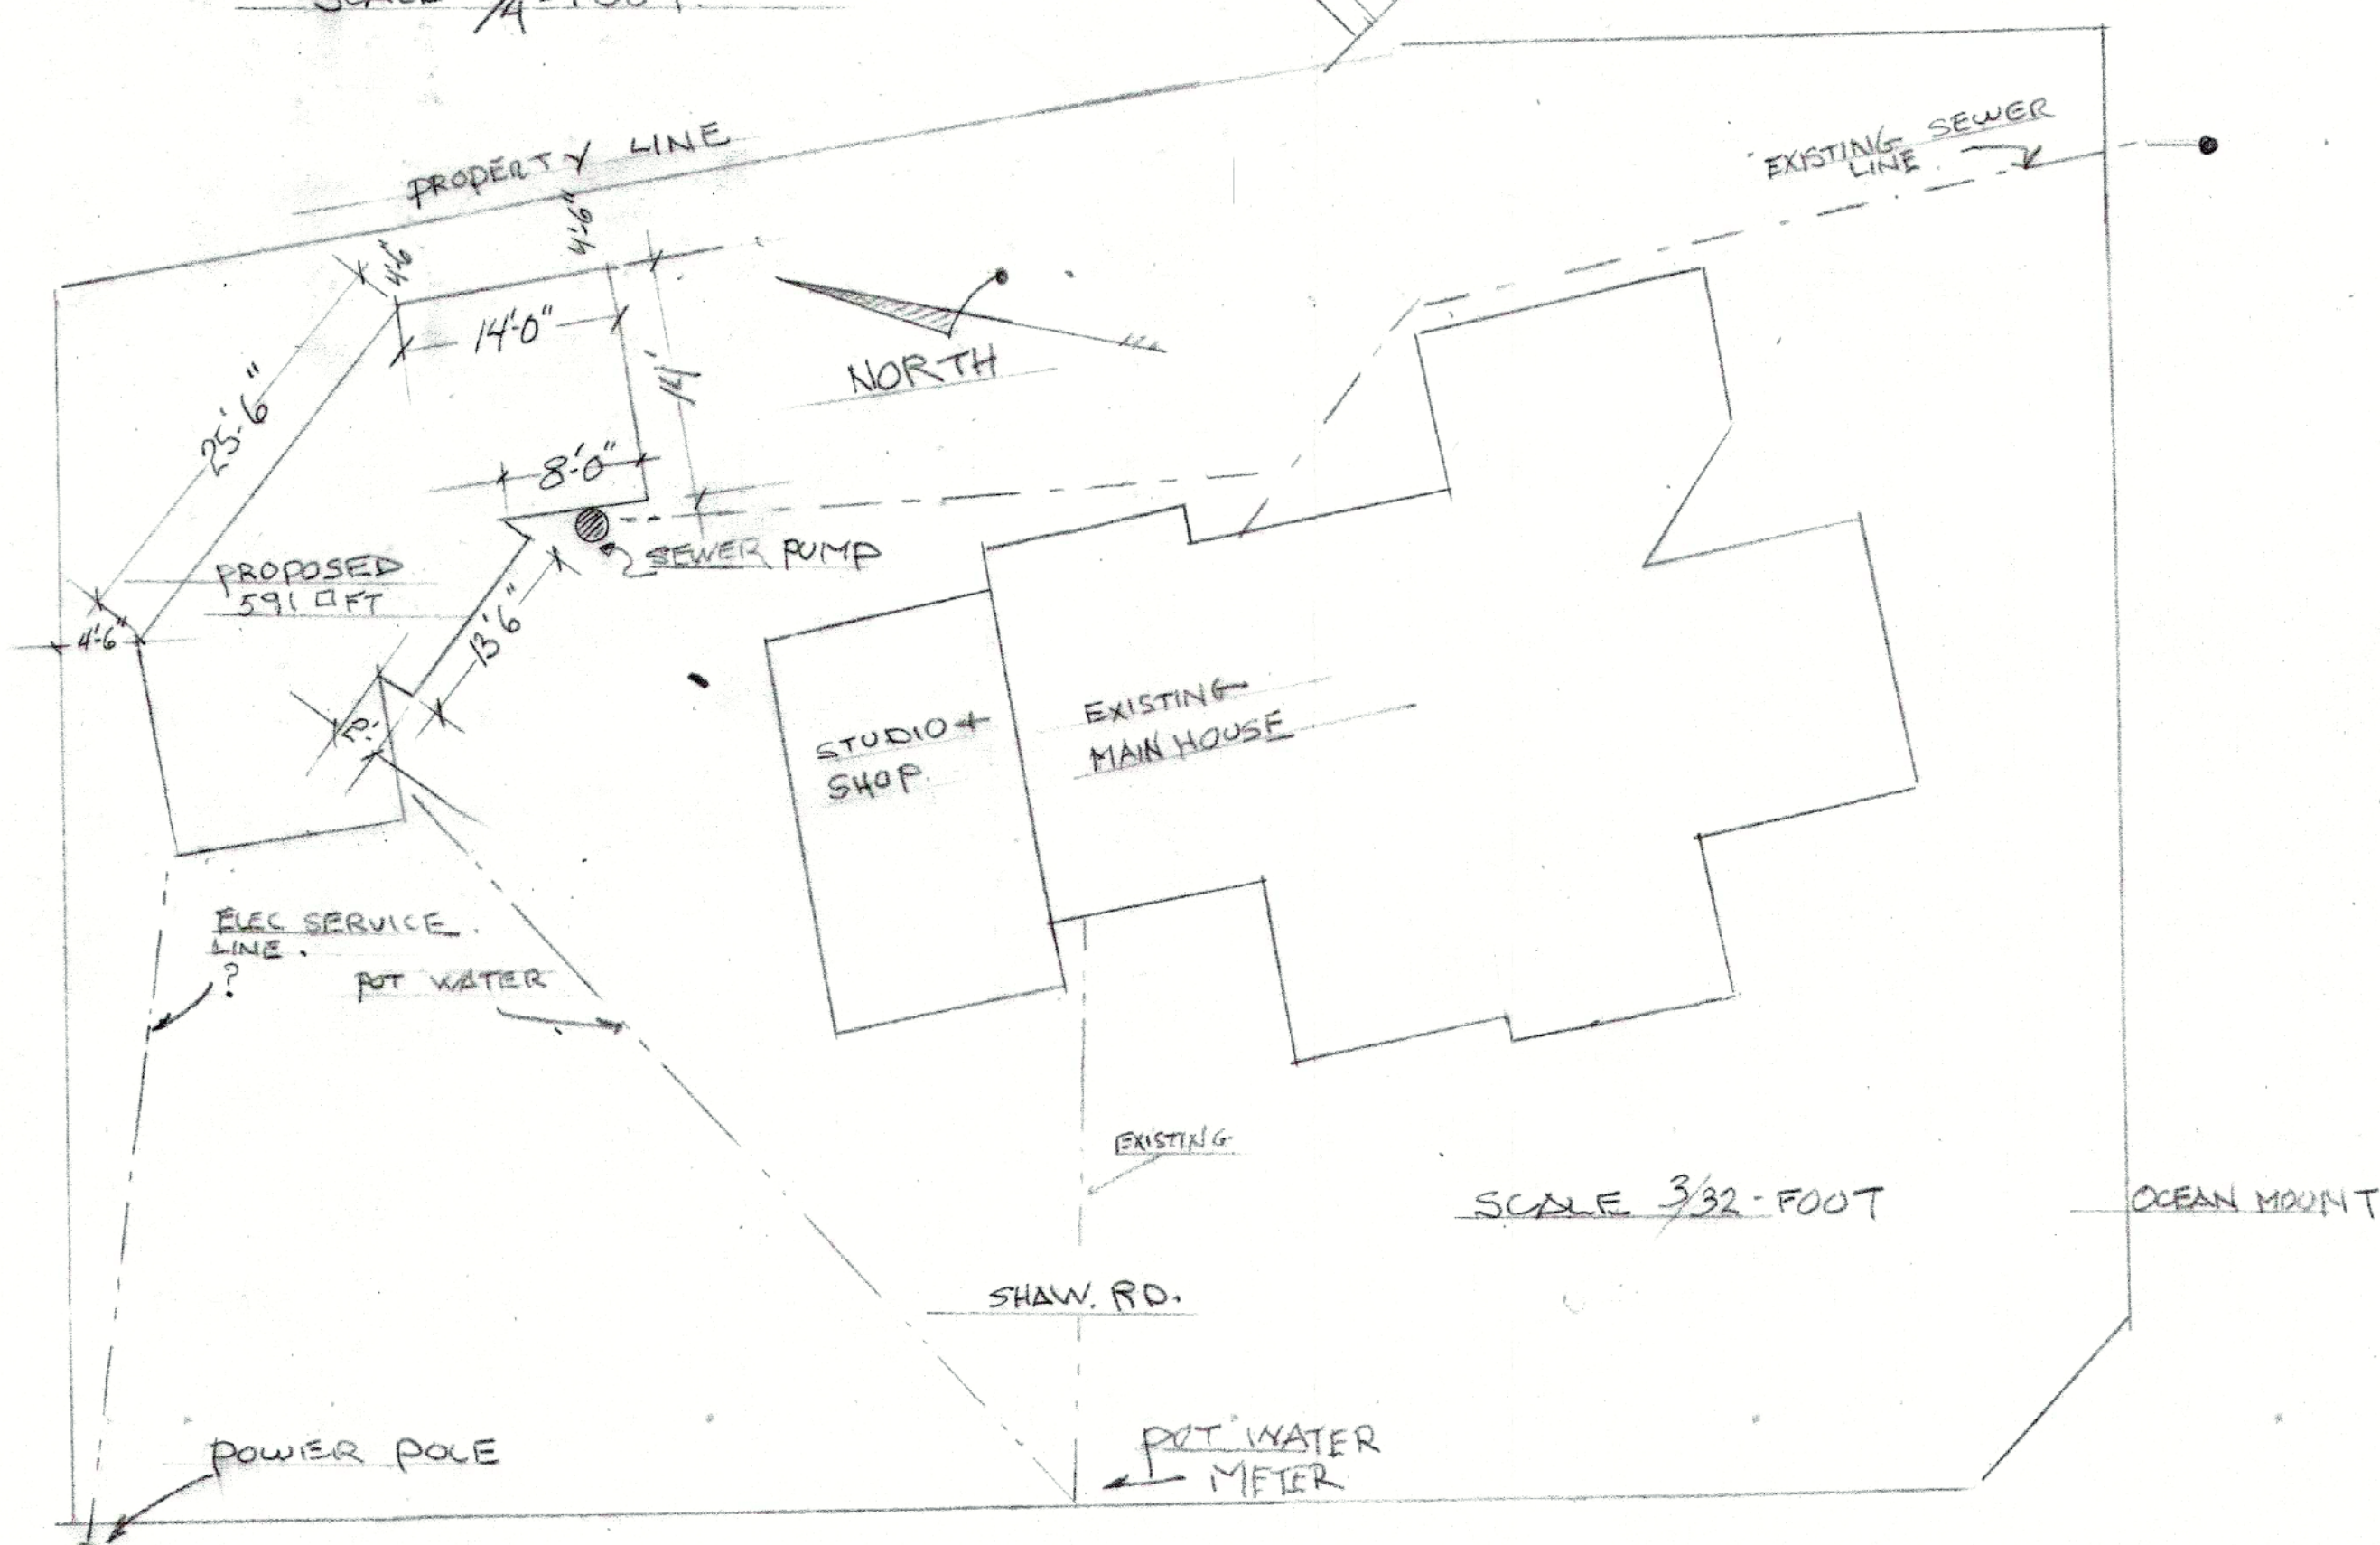 PROPERTY LINE
EXISTING SEWER
LINE.
4'-6"
4'-6"
14'-0"
25'-6"
14'
NORTH
8'-0"
SEWER PUMP
PROPOSED
591 □ FT
4'-6"
13'6"
2'
STUDIO +
SHOP.
EXISTING
MAIN HOUSE
ELEC SERVICE.
LINE.
?
POT WATER
EXISTING
SCALE 3/32 - FOOT
OCEAN MOUNT
SHAW. RD.
POWER POLE
POT WATER
METER